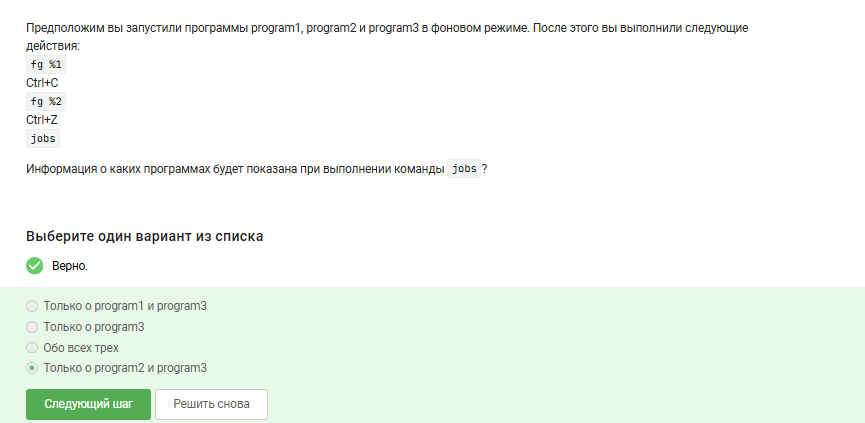 Предположим вы запустили программы program1, program2 и program3 в фоновом режиме. После этого вы выполнили следующие
действия:
fg %1
Ctrl+C
fg %2
Ctrl+Z
jobs
Информация о каких программах будет показана при выполнении команды jobs ?
Выберите один вариант из списка
Верно.
Только о program1 и program3
Только о program3
Обо всех трех
Только о program2 и program3
Следующий шаг Решить снова